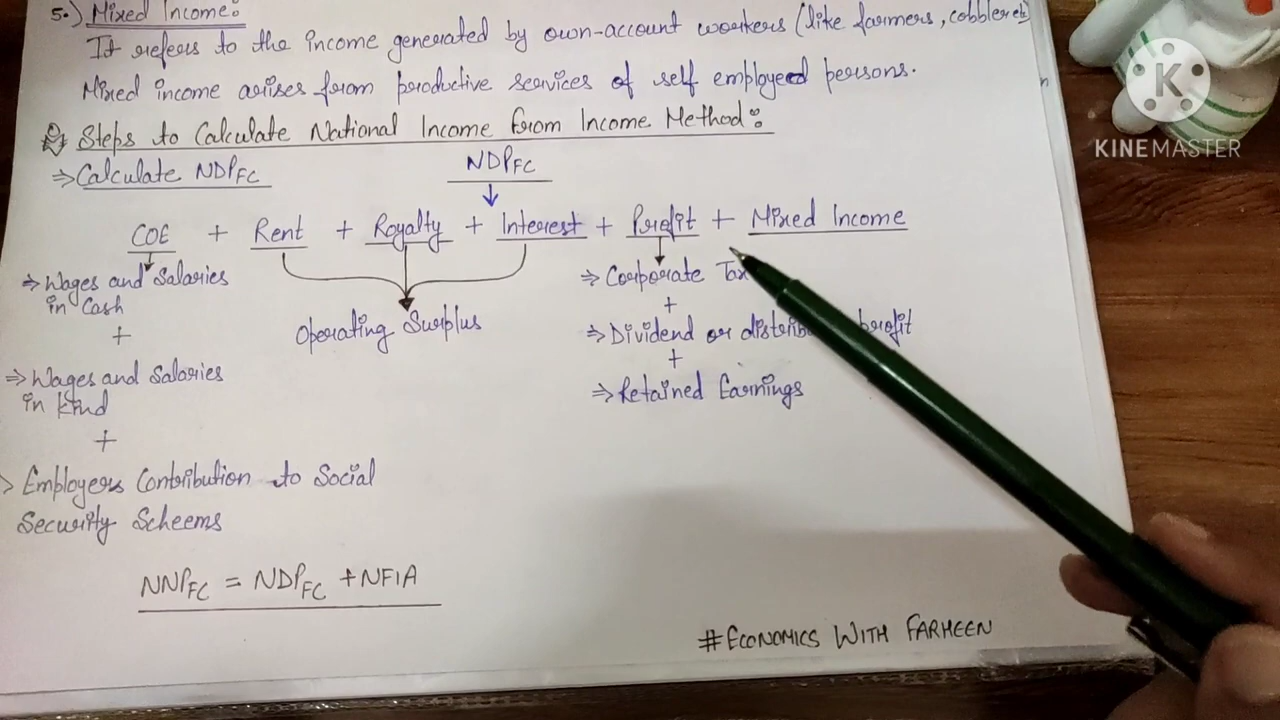 5.) Mixed Income:
It refers to the income generated by own-account workers (like farmers, cobbler etc)
Mixed income arises from productive services of self employed persons.
Steps to Calculate National Income from Income Method:
⇒ Calculate NDPFC
NDPFC
↓
COE + Rent + Royalty + Interest + Profit + Mixed Income
⇒ Wages and Salaries
in Cash
+
⇒ Wages and Salaries
in kind
+
Employers Contribution to Social
Security Scheems
Operating Surplus
⇒ Corporate Tax
+
⇒ Dividend or profit
+
⇒ Retained Earnings
NNPFC = NDPFC + NFIA
#ECONOMICS WITH FARHEEN
K
KINEMASTER